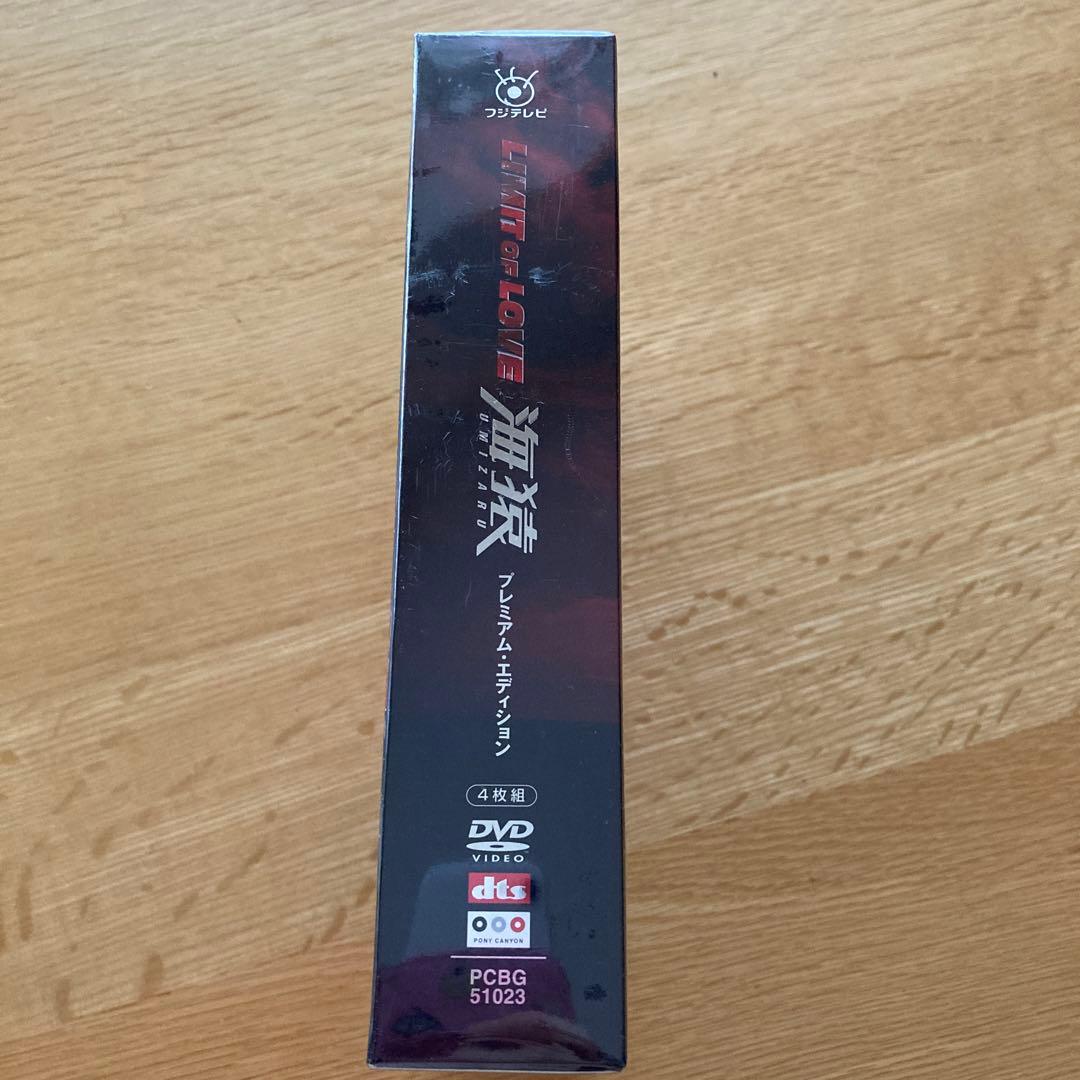 フジテレビ
LIMIT OF LOVE
海猿
UMIZARU
プレミアム・エディション
4枚組
DVD
VIDEO
dts
PONY CANYON
PCBG
51023